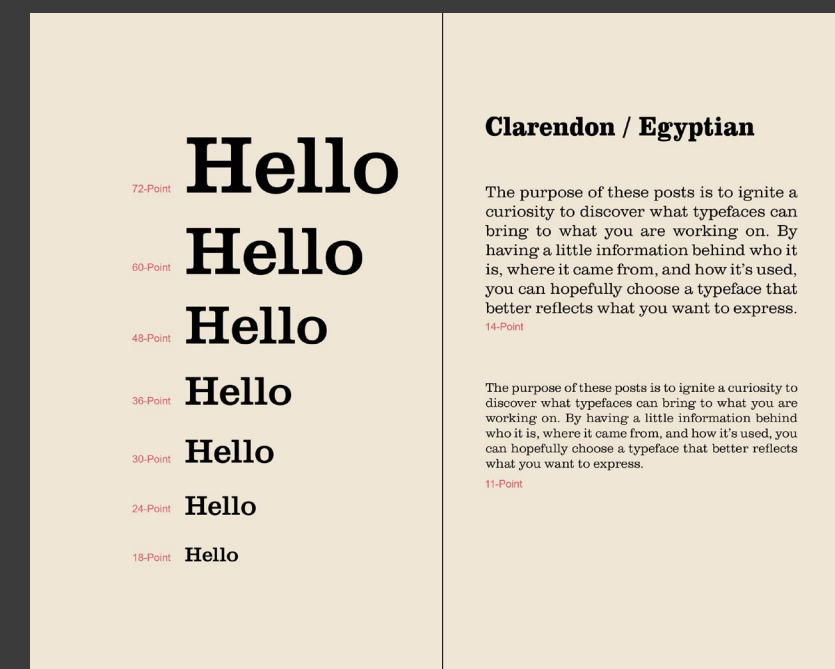 72-Point Hello
60-Point Hello
48-Point Hello
36-Point Hello
30-Point Hello
24-Point Hello
18-Point Hello
Clarendon / Egyptian
The purpose of these posts is to ignite a
curiosity to discover what typefaces can
bring to what you are working on. By
having a little information behind who it
is, where it came from, and how it's used,
you can hopefully choose a typeface that
better reflects what you want to express.
14-Point
The purpose of these posts is to ignite a curiosity to
discover what typefaces can bring to what you are
working on. By having a little information behind
who it is, where it came from, and how it's used, you
can hopefully choose a typeface that better reflects
what you want to express.
11-Point